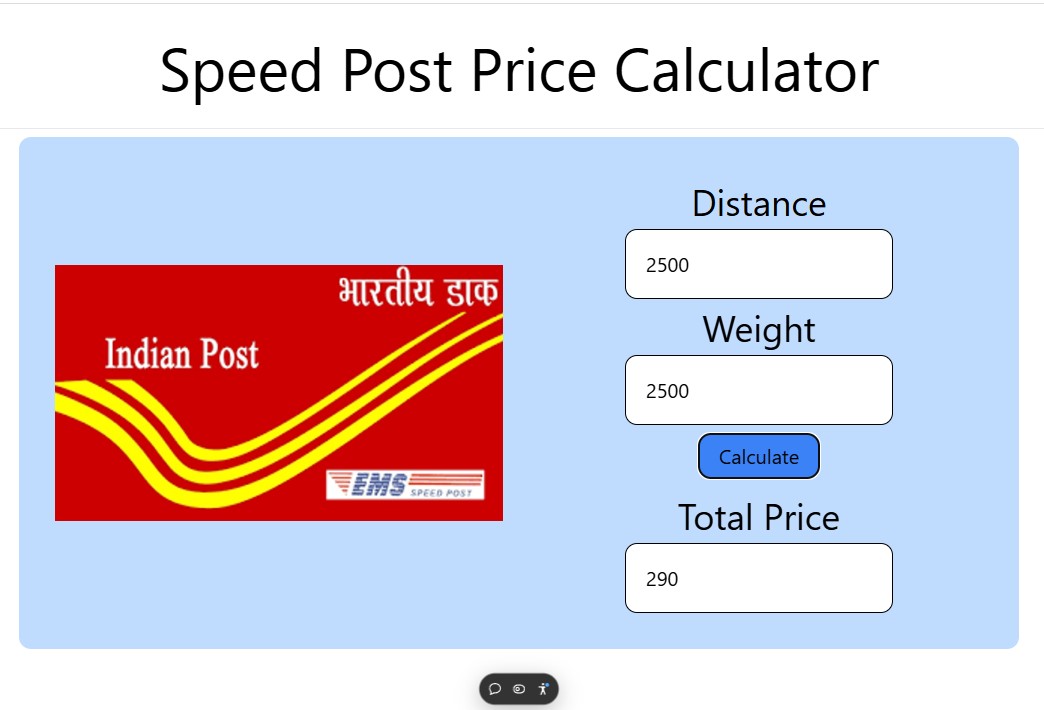 Speed Post Price Calculator
भारतीय डाक
Indian Post
EMS SPEED POST
Distance
2500
Weight
2500
Calculate
Total Price
290